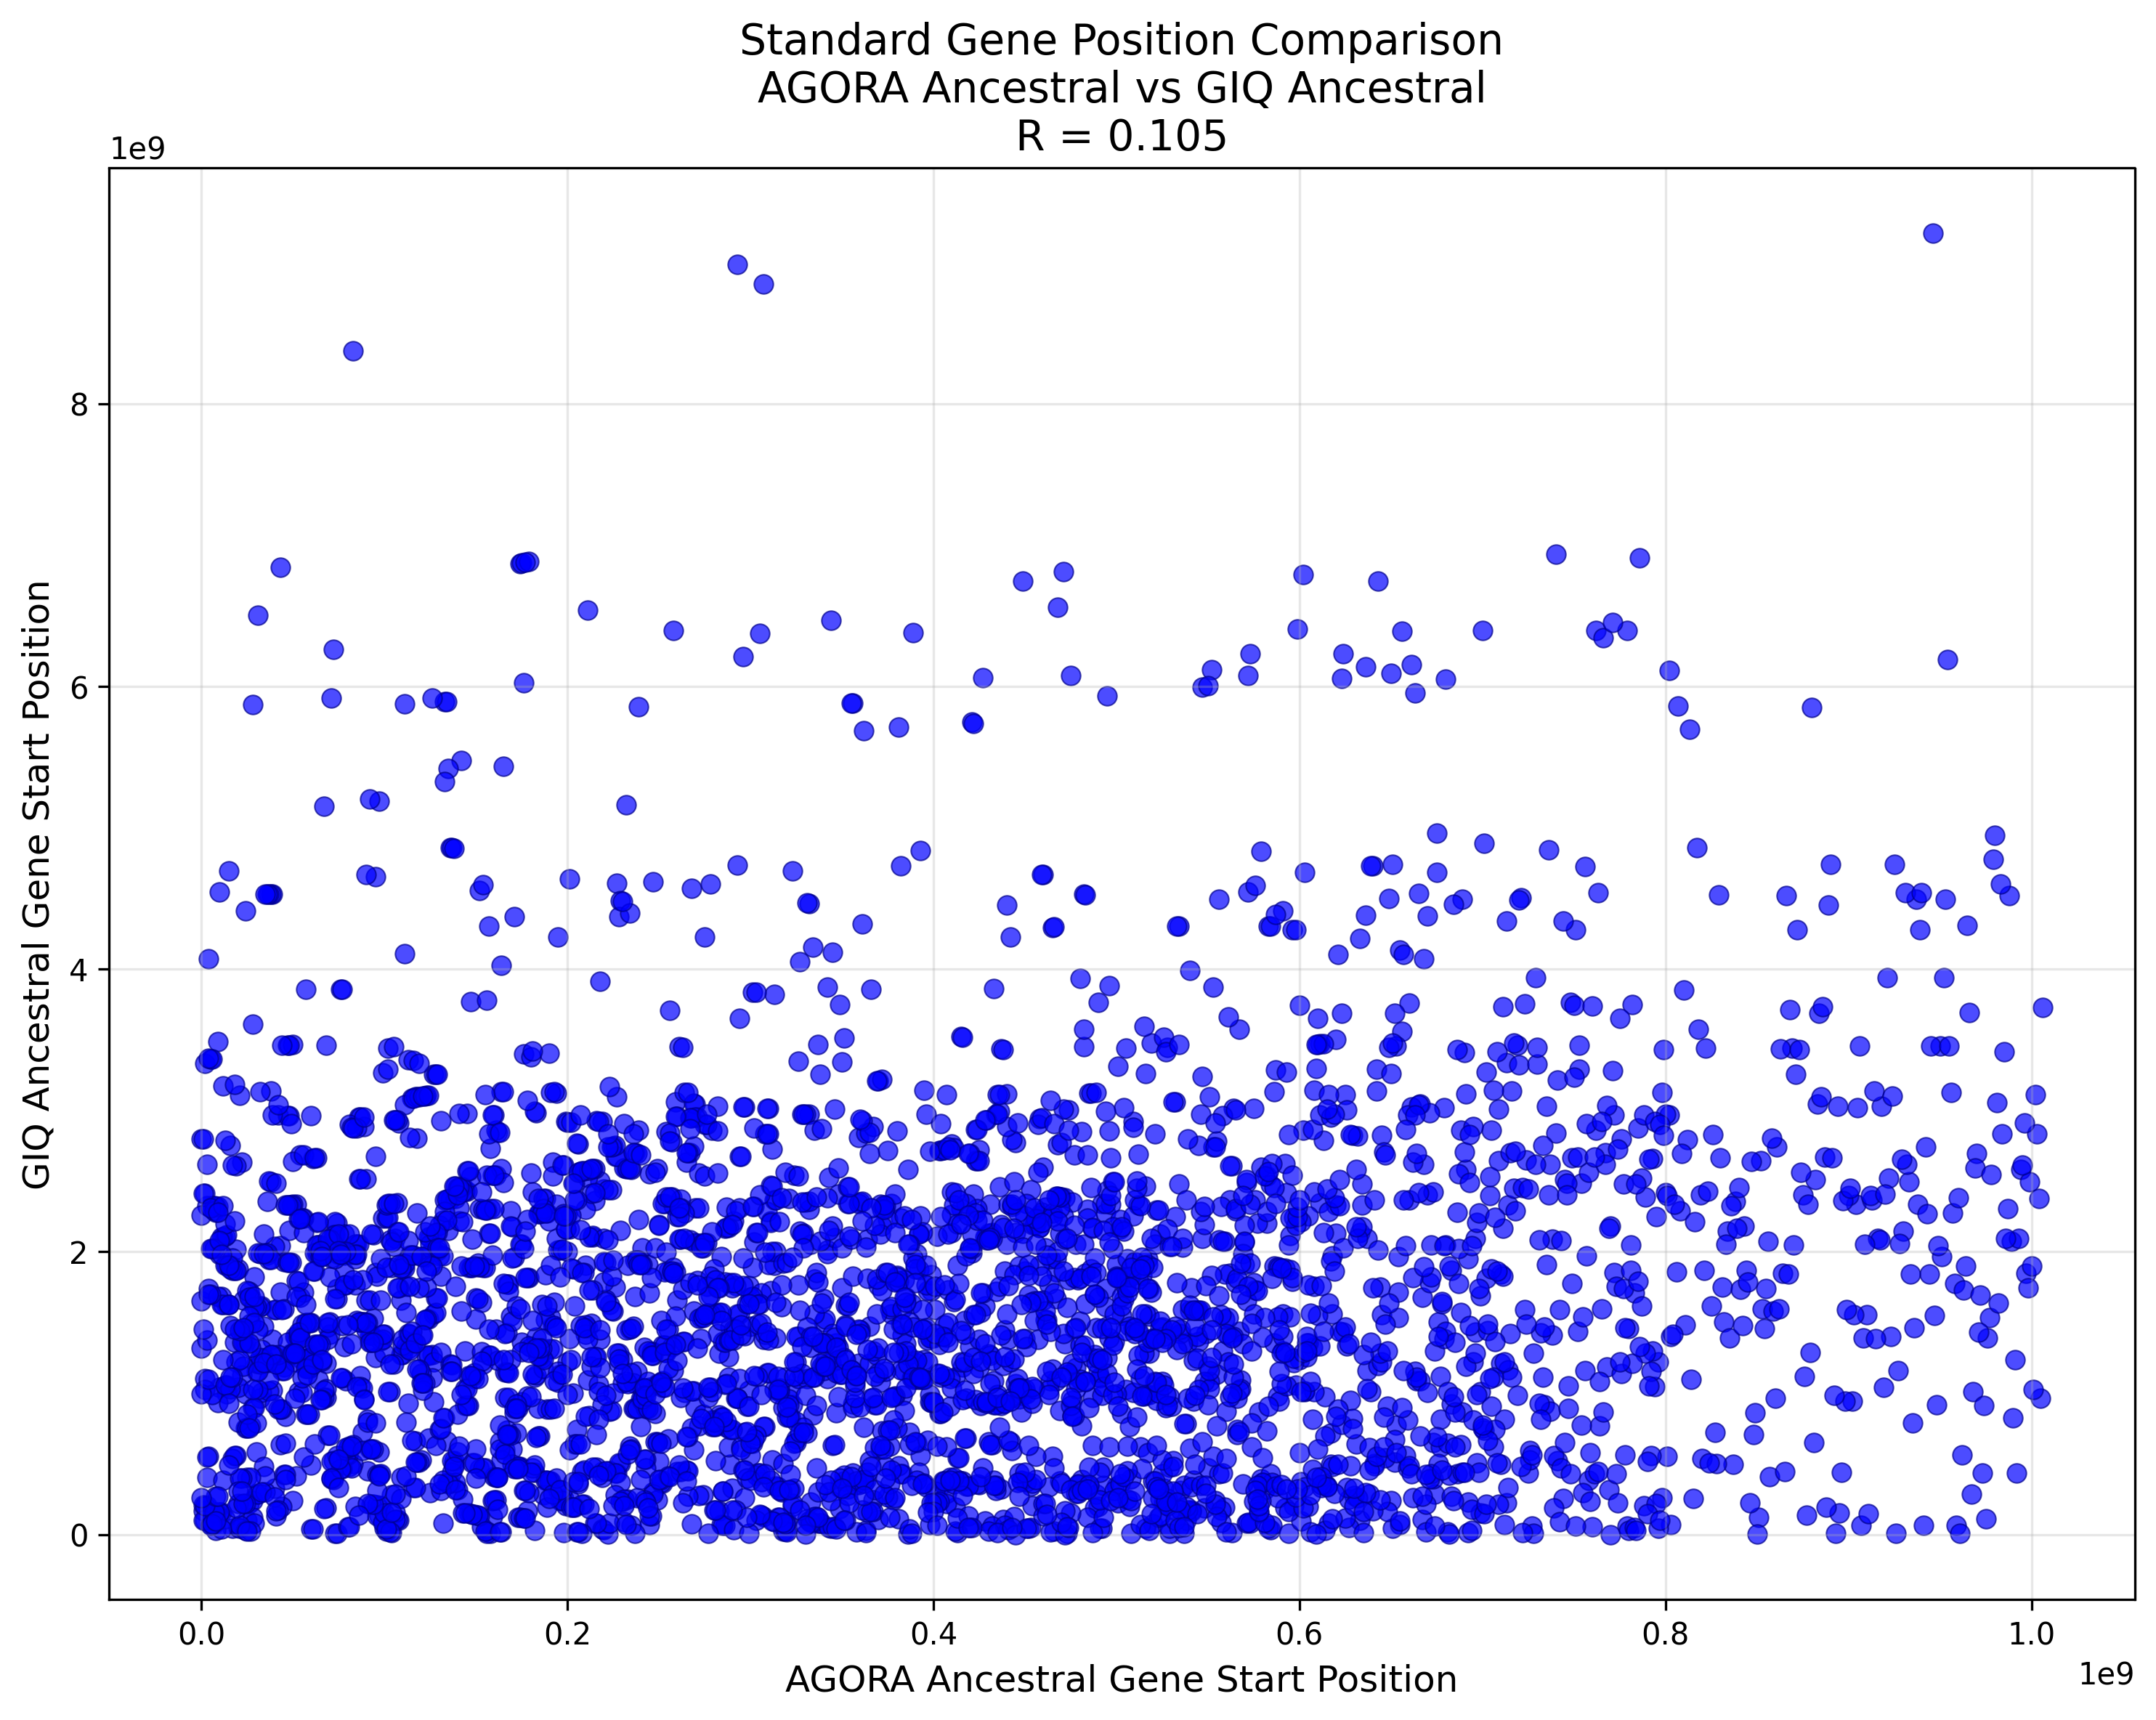 Standard Gene Position Comparison
AGORA Ancestral vs GIQ Ancestral
R = 0.105
1e9
8
6
4
2
0
GIQ Ancestral Gene Start Position
0.0
0.2
0.4
0.6
0.8
1.0
AGORA Ancestral Gene Start Position
1e9